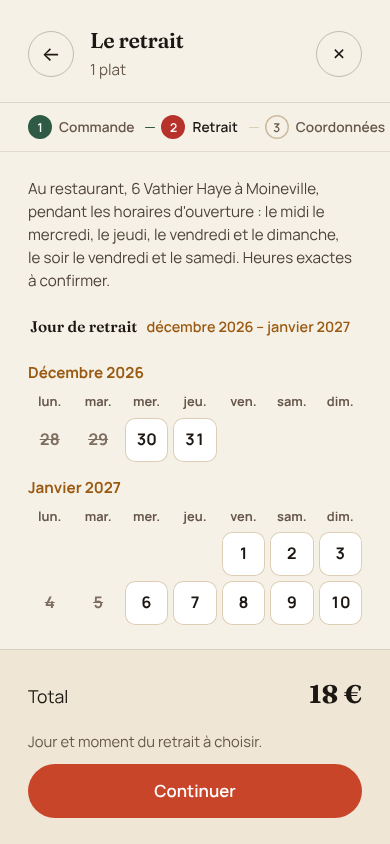 Le retrait
1 plat
1 Commande 2 Retrait 3 Coordonnées
Au restaurant, 6 Vathier Haye à Moineville,
pendant les horaires d'ouverture : le midi le
mercredi, le jeudi, le vendredi et le dimanche,
le soir le vendredi et le samedi. Heures exactes
à confirmer.
Jour de retrait décembre 2026 – janvier 2027
Décembre 2026
lun. mar. mer. jeu. ven. sam. dim.
28 29 30 31
Janvier 2027
lun. mar. mer. jeu. ven. sam. dim.
1 2 3
4 5 6 7 8 9 10
Total 18 €
Jour et moment du retrait à choisir.
Continuer